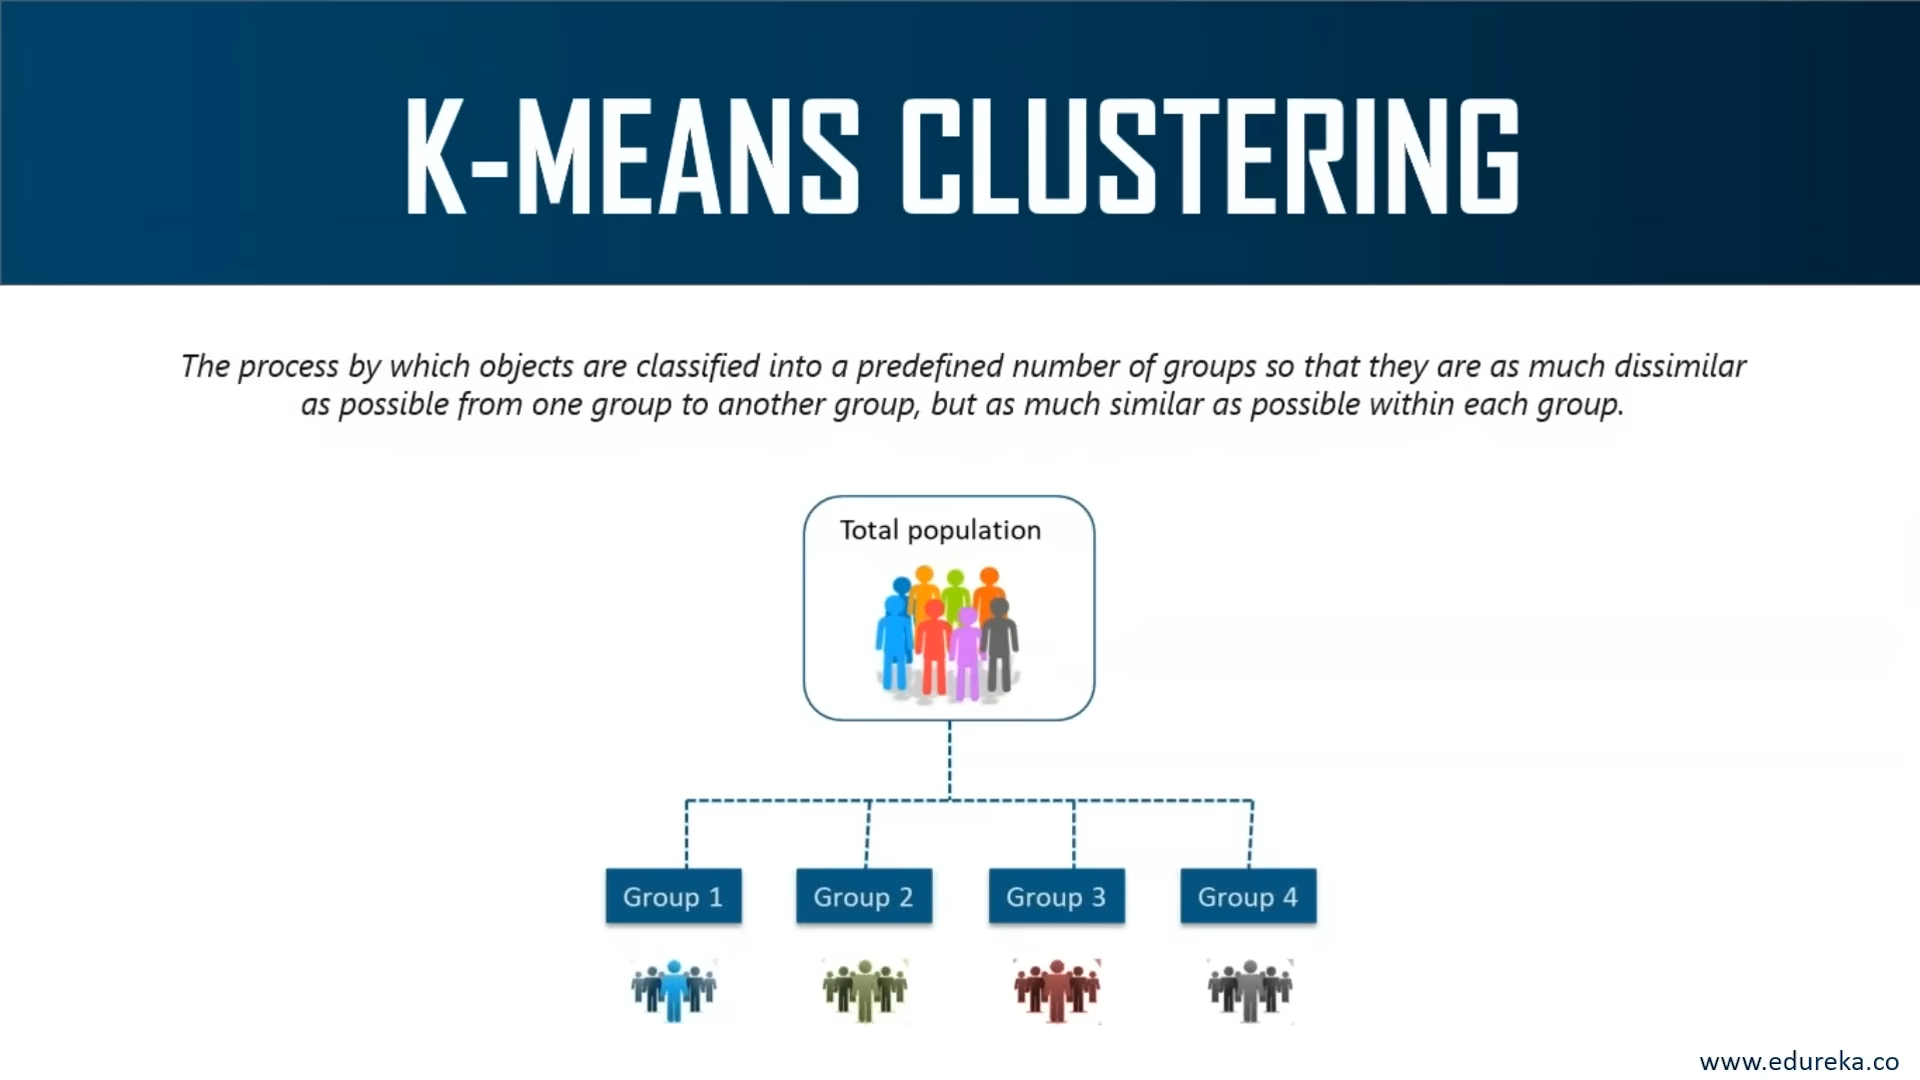 K-MEANS CLUSTERING
The process by which objects are classified into a predefined number of groups so that they are as much dissimilar
as possible from one group to another group, but as much similar as possible within each group.
Total population
Group 1
Group 2
Group 3
Group 4
www.edureka.co